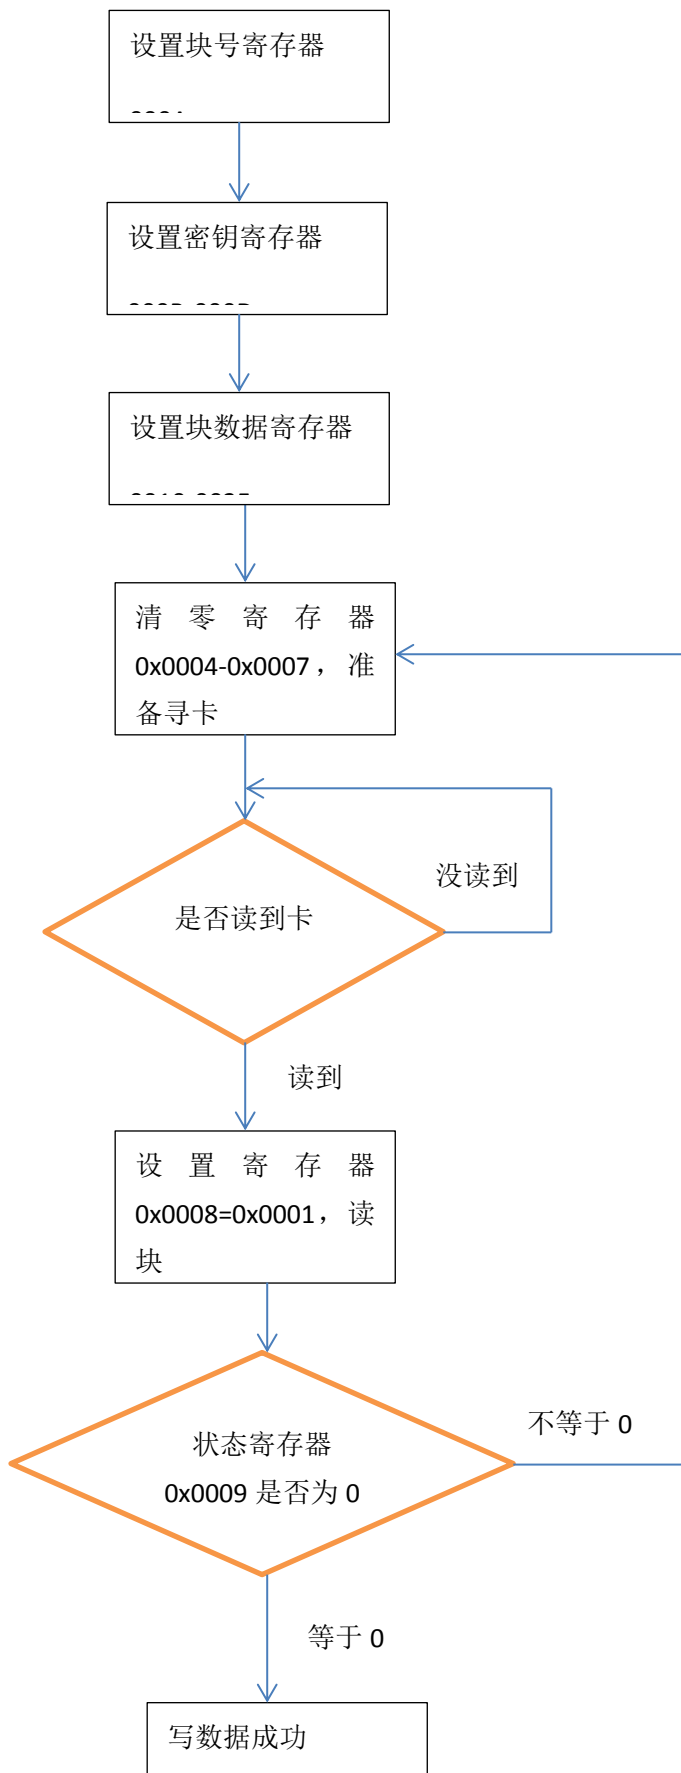 设置块号寄存器
设置密钥寄存器
设置块数据寄存器
清零寄存器
0x0004-0x0007，准
备寻卡
没读到
是否读到卡
读到
设置寄存器
0x0008=0x0001，读
块
不等于 0
状态寄存器
0x0009 是否为 0
等于 0
写数据成功